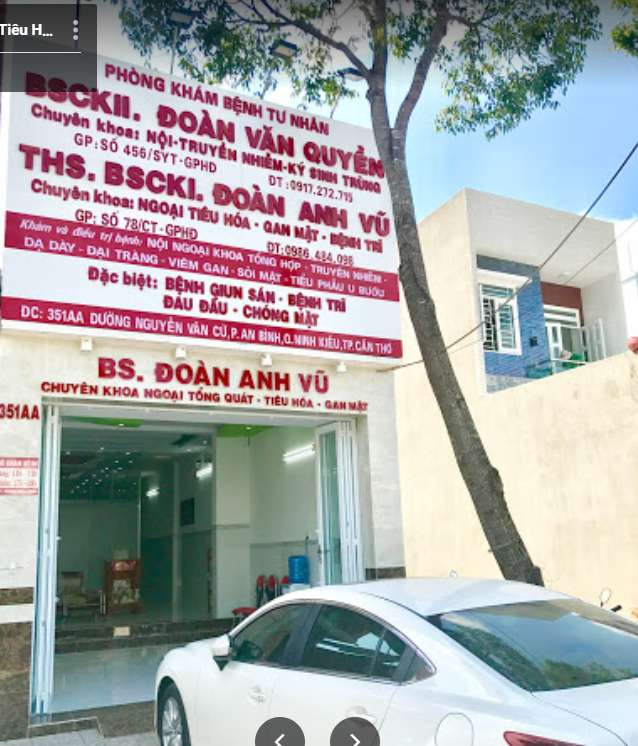 Tiêu H...
PHÒNG KHÁM BỆNH TƯ NHÂN
BSCKII. ĐOÀN VĂN QUYỀN
Chuyên khoa: NỘI-TRUYỀN NHIỄM-KÝ SINH TRÙNG
GP: SỐ 456/SYT-GPHD
ĐT:0917.272.715
THS. BSCKI. ĐOÀN ANH VŨ
Chuyên khoa: NGOẠI TIÊU HÓA - GAN MẬT - BỆNH TRĨ
GP: SỐ 78/CT-GPHĐ
ĐT:0986.484.098
Khám và điều trị bệnh: NỘI NGOẠI KHOA TỔNG HỢP - TRUYỀN NHIỄM -
DẠ DÀY - ĐẠI TRÀNG - VIÊM GAN - SỎI MẬT - TIỂU PHẪU U BƯỚU
Đặc biệt: BỆNH GIUN SÁN - BỆNH TRĨ
ĐAU ĐẦU - CHÓNG MẶT
DC: 351AA ĐƯỜNG NGUYỄN VĂN CỪ,P.AN BÌNH,Q.NINH KIỀU,TP.CẦN THƠ
BS. ĐOÀN ANH VŨ
CHUYÊN KHOA NGOẠI TỔNG QUÁT - TIÊU HÓA - GAN MẬT
351AA